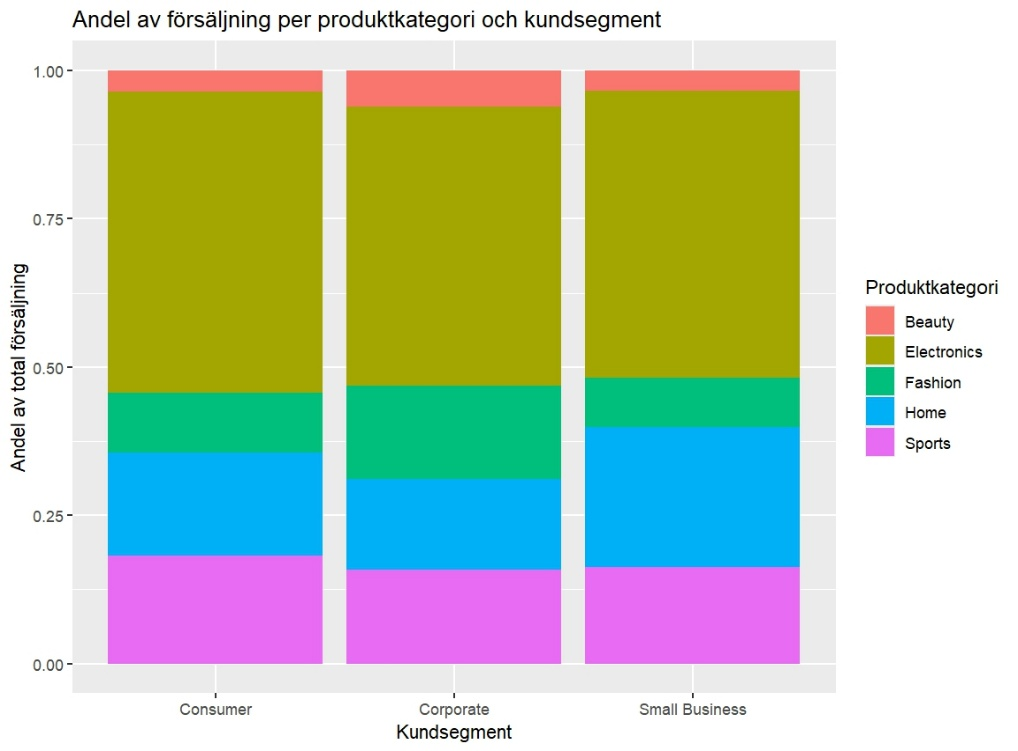 Andel av försäljning per produktkategori och kundsegment
Andel av total försäljning
1.00
0.75
0.50
0.25
0.00
Consumer
Corporate
Small Business
Kundsegment
Produktkategori
Beauty
Electronics
Fashion
Home
Sports